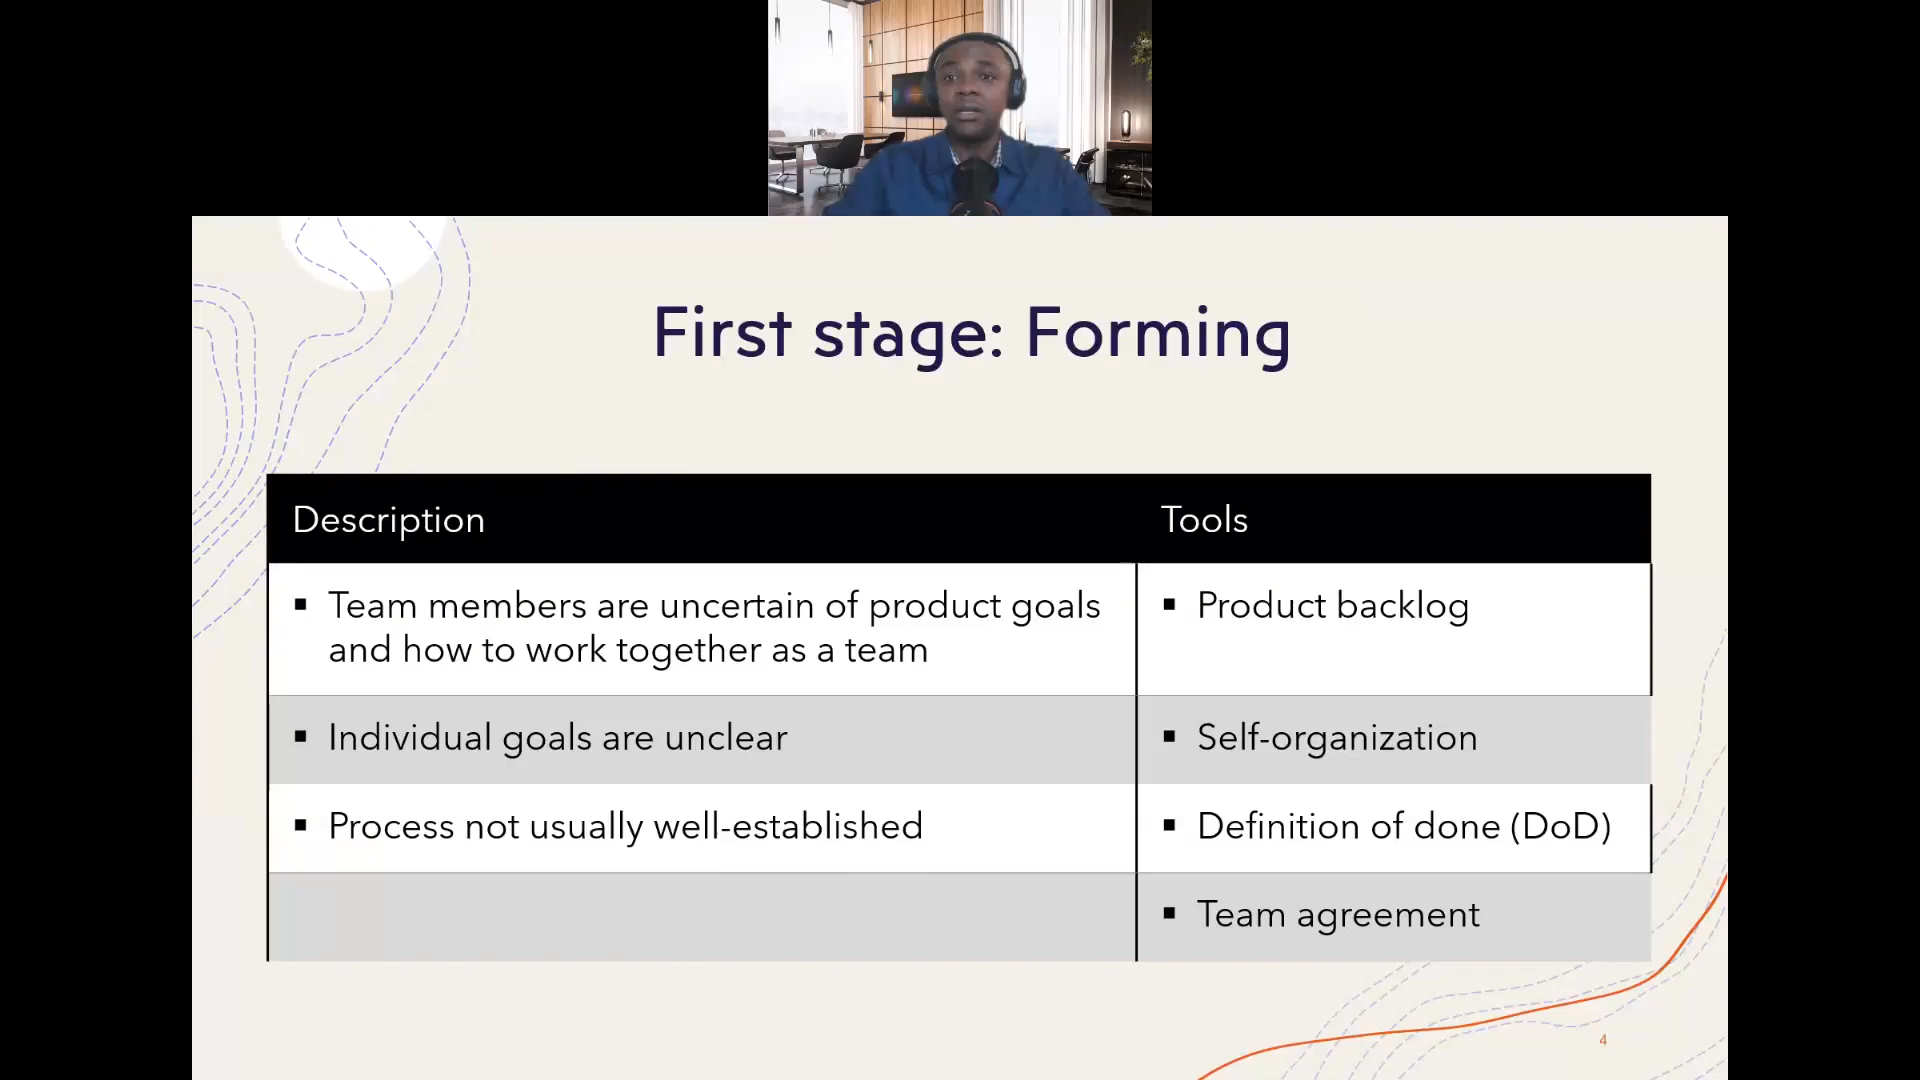 First stage: Forming
Description
Tools
▪ Team members are uncertain of product goals
and how to work together as a team
▪ Product backlog
▪ Individual goals are unclear
▪ Self-organization
▪ Process not usually well-established
▪ Definition of done (DoD)
▪ Team agreement
4